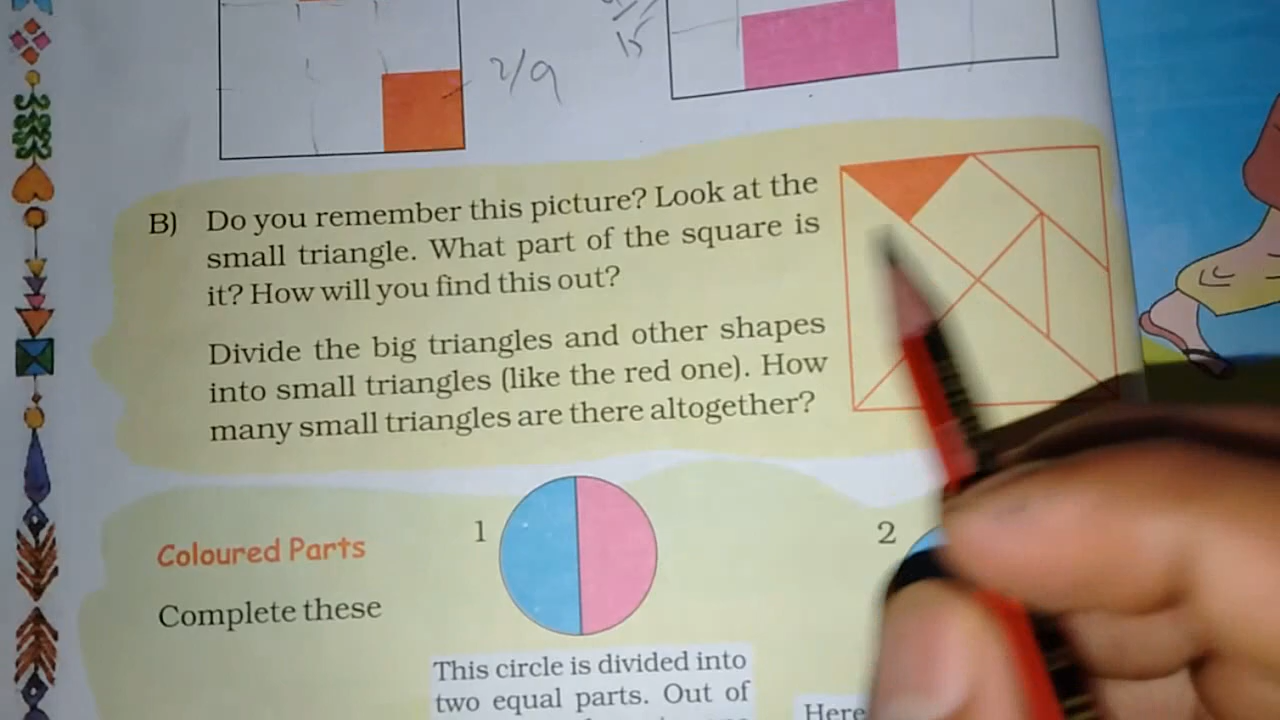 2/9
15
B) Do you remember this picture? Look at the
small triangle. What part of the square is
it? How will you find this out?
Divide the big triangles and other shapes
into small triangles (like the red one). How
many small triangles are there altogether?
1
2
Coloured Parts
Complete these
This circle is divided into
two equal parts. Out of
Here